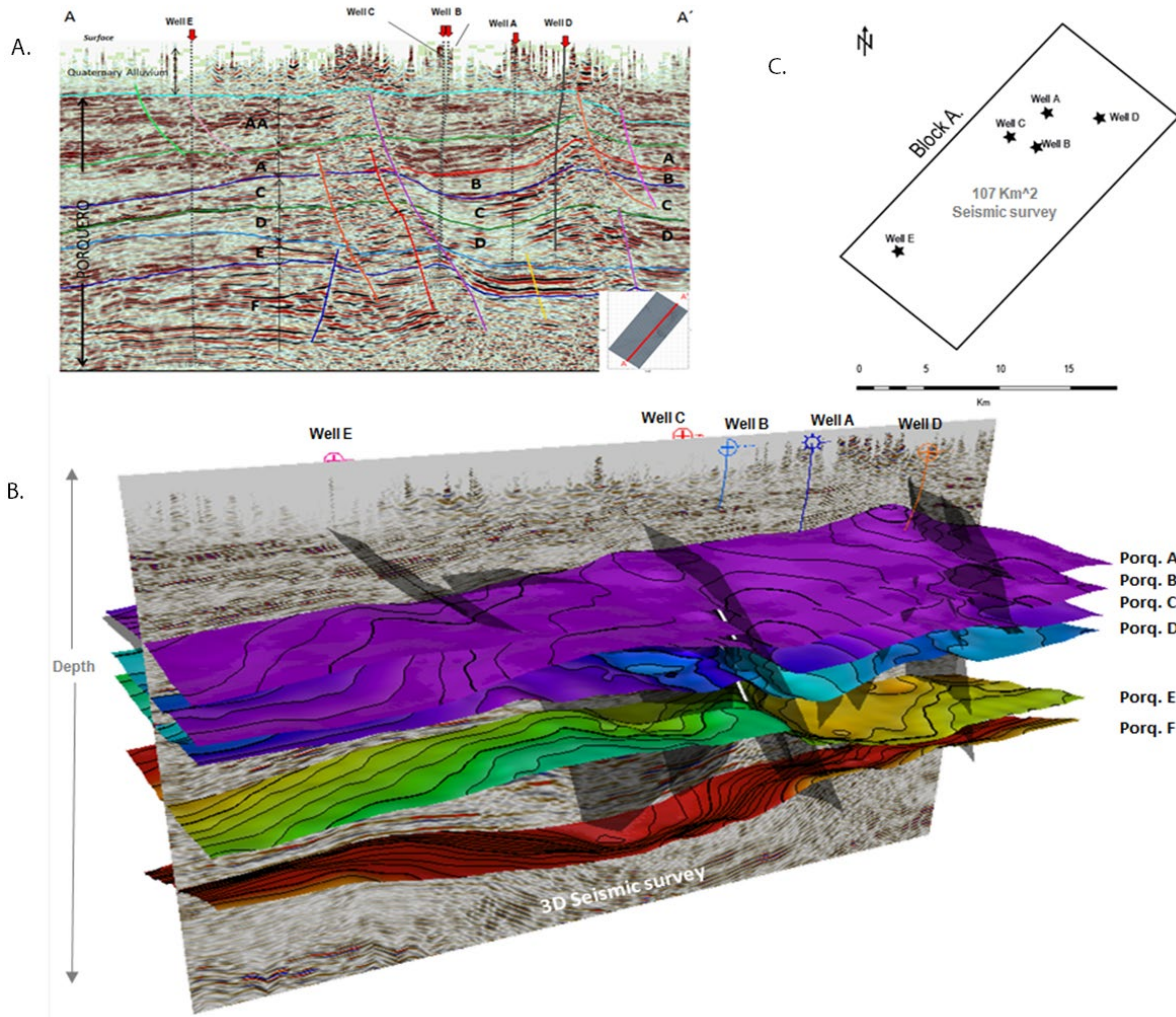 A.
A
A'
Well E
Well C
Well B
Well A
Well D
Surface
Quaternary Alluvium
AA
A
C
D
E
F
B
C
D
A
B
C
D
PORQUERO
A
A'
C.
N
Block A.
Well A
Well D
Well C
Well B
107 Km^2
Seismic survey
Well E
0 5 10 15
Km
B.
Well E
Well C
Well B
Well A
Well D
Depth
Porq. A
Porq. B
Porq. C
Porq. D
Porq. E
Porq. F
3D Seismic survey